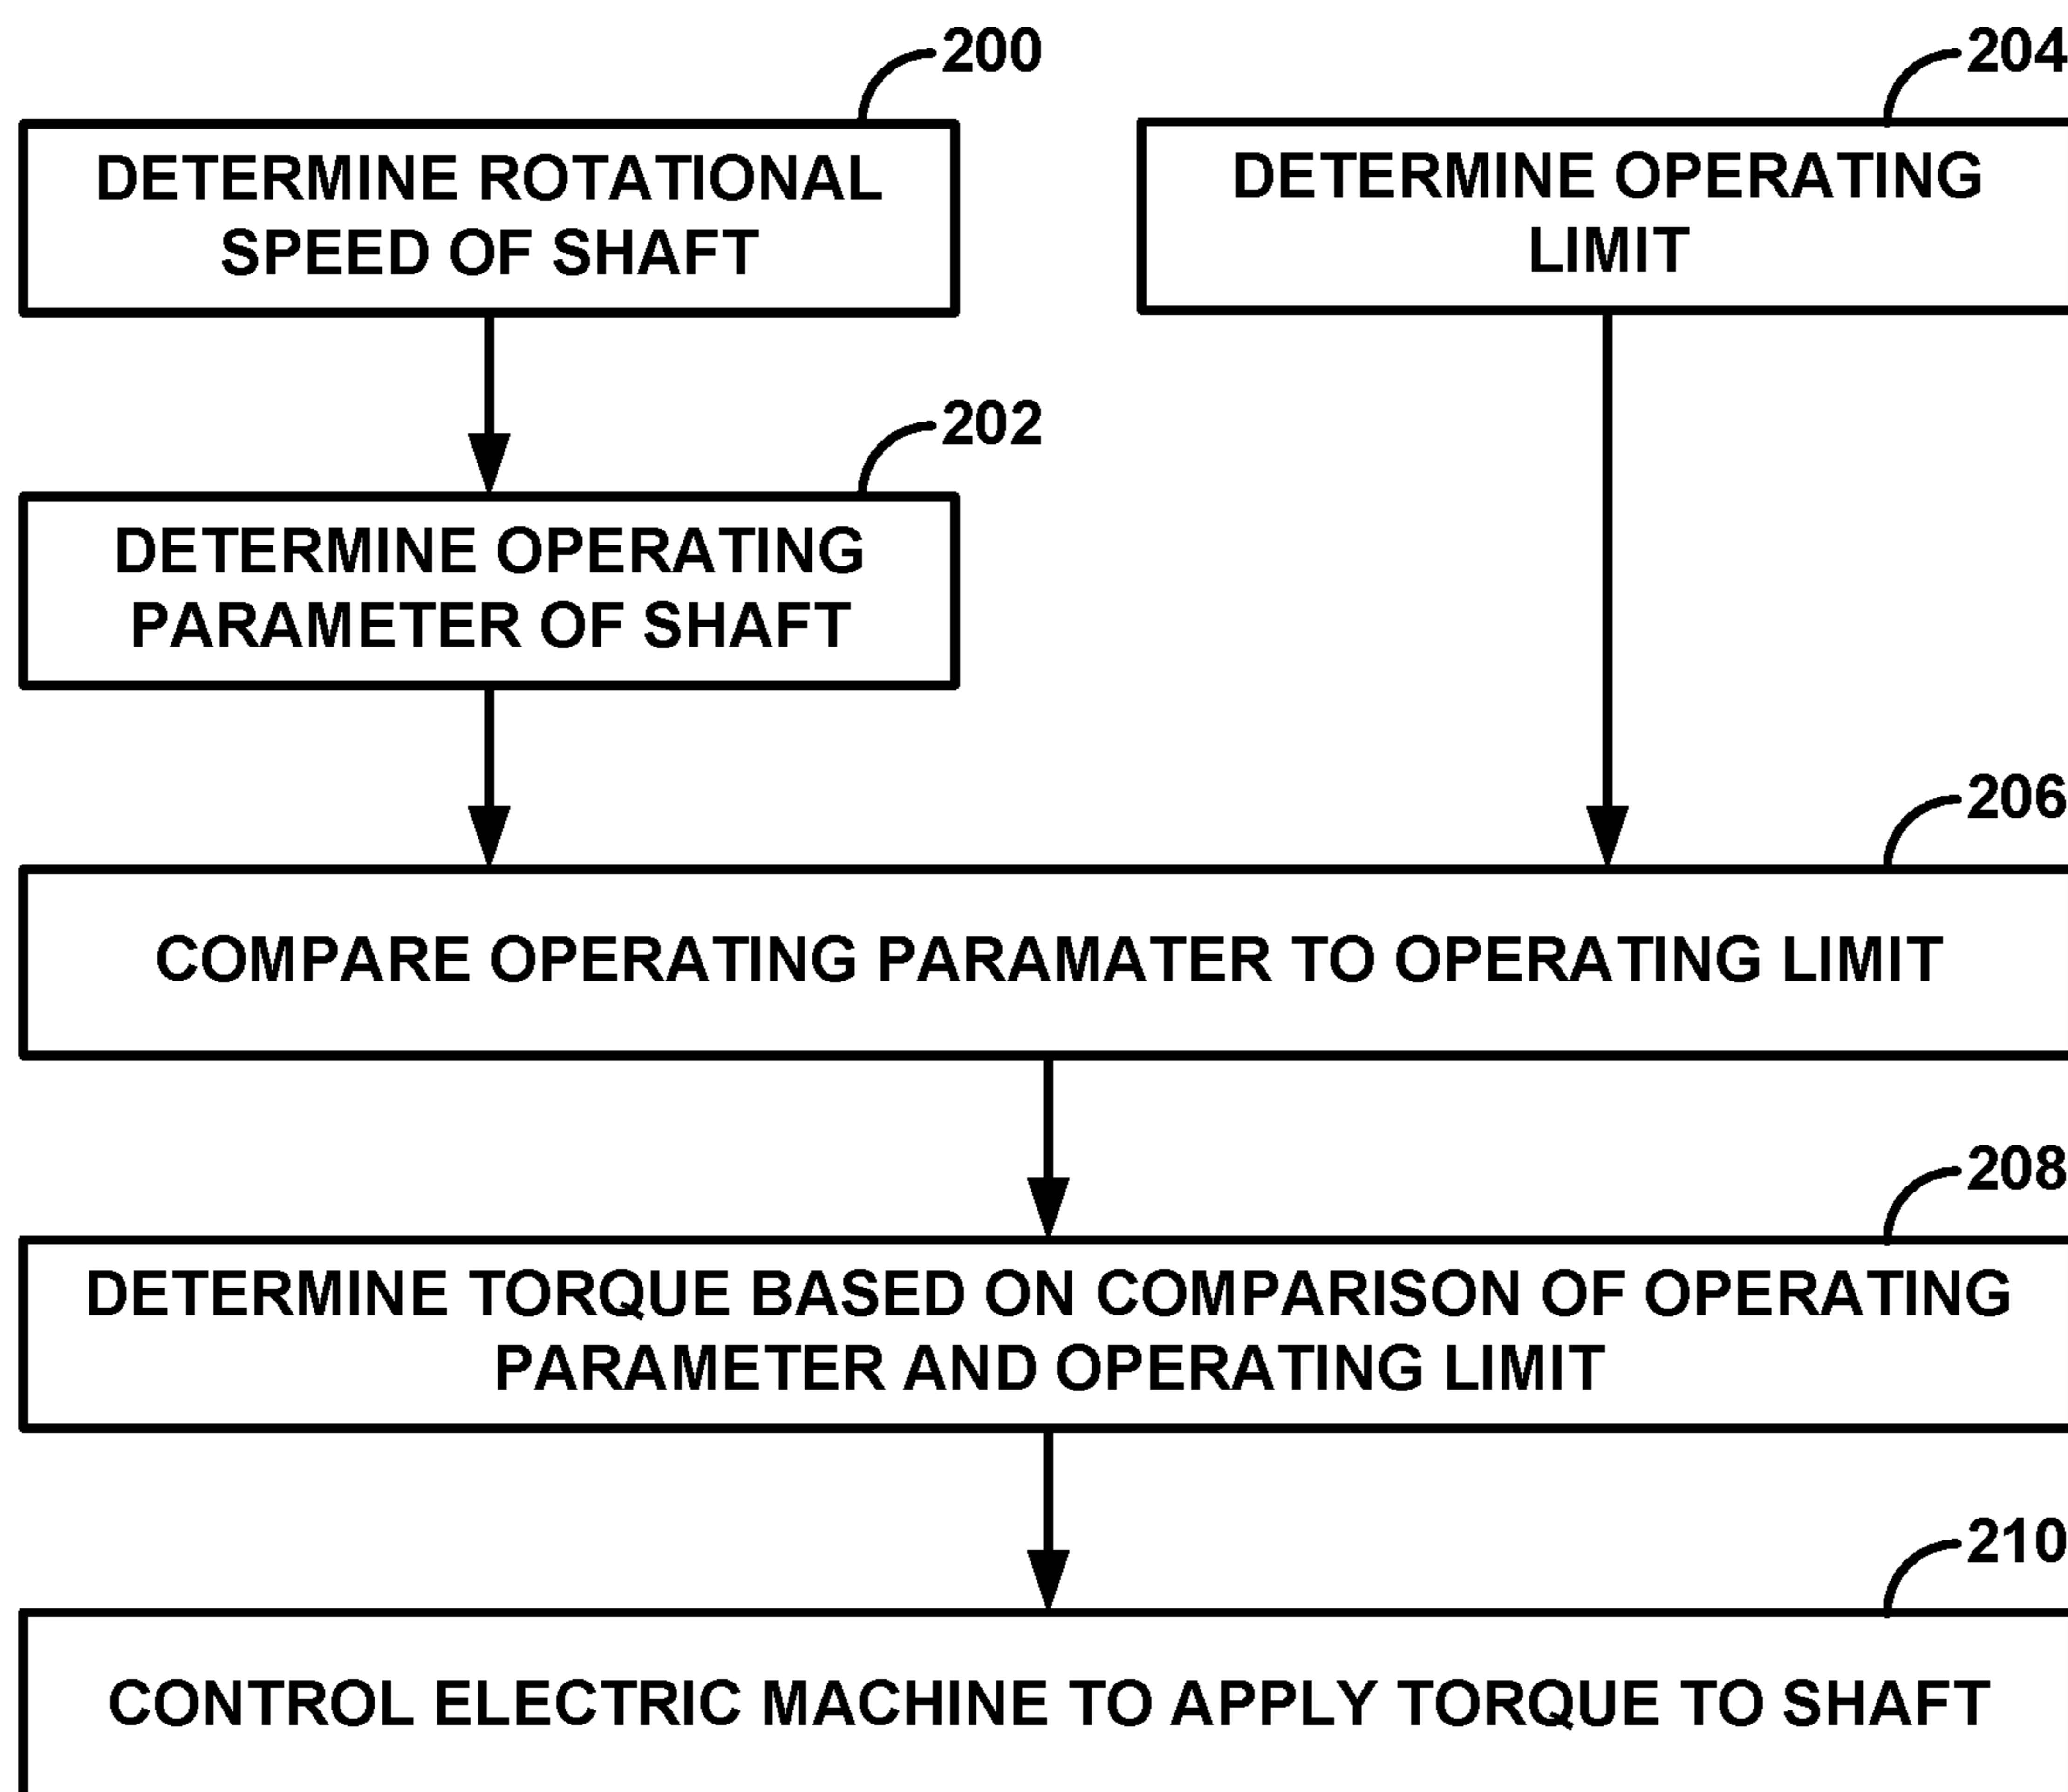 200
204
DETERMINE ROTATIONAL
SPEED OF SHAFT
DETERMINE OPERATING
LIMIT
202
DETERMINE OPERATING
PARAMETER OF SHAFT
206
COMPARE OPERATING PARAMATER TO OPERATING LIMIT
208
DETERMINE TORQUE BASED ON COMPARISON OF OPERATING
PARAMETER AND OPERATING LIMIT
210
CONTROL ELECTRIC MACHINE TO APPLY TORQUE TO SHAFT